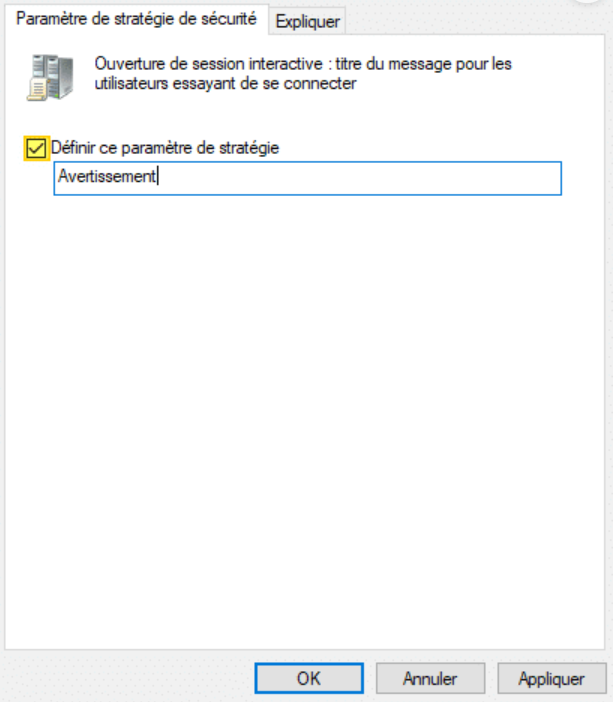 Paramètre de stratégie de sécurité
Expliquer
Ouverture de session interactive : titre du message pour les
utilisateurs essayant de se connecter
Définir ce paramètre de stratégie
Avertissement
OK
Annuler
Appliquer